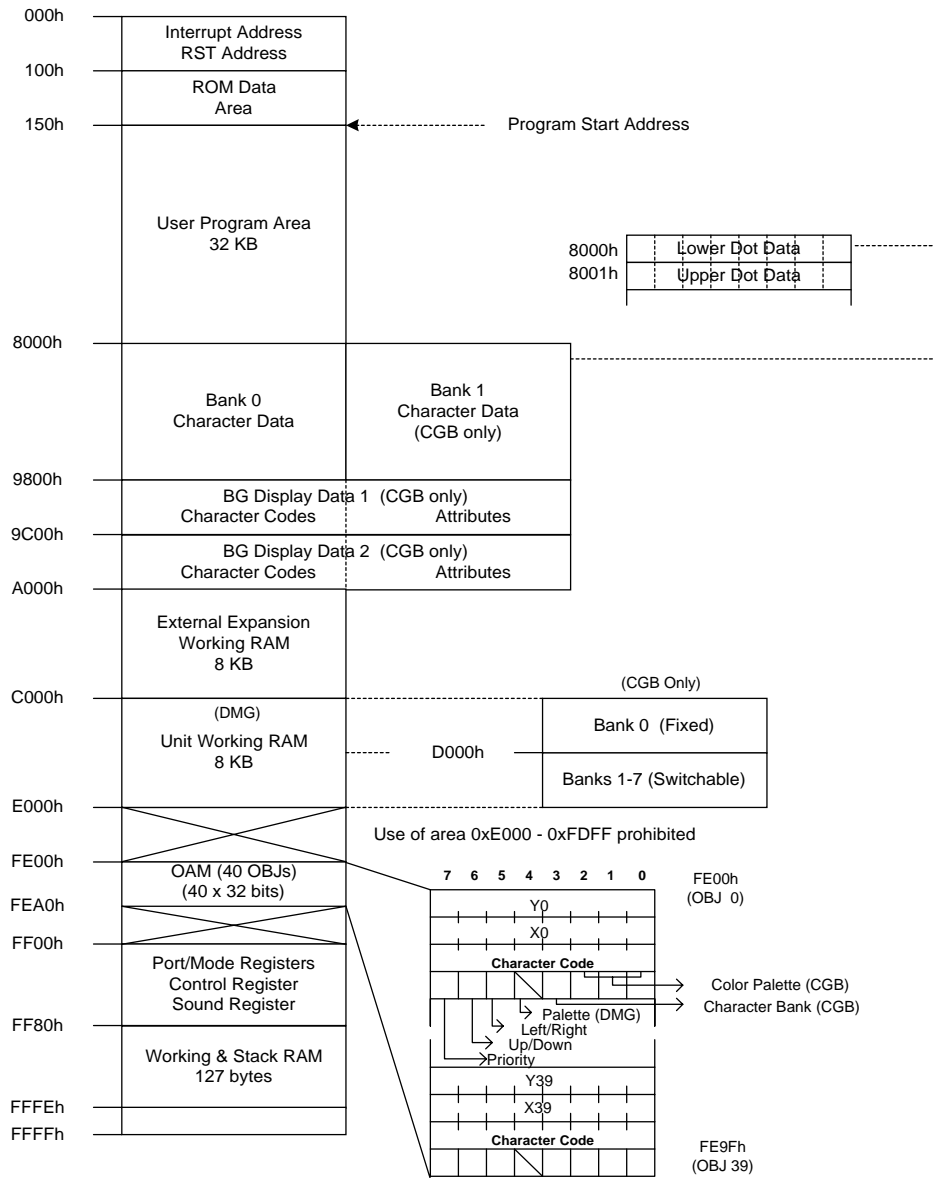 000h
Interrupt Address
RST Address
100h
ROM Data
Area
150h
Program Start Address
User Program Area
32 KB
8000h
Lower Dot Data
8001h
Upper Dot Data
8000h
Bank 0
Character Data
Bank 1
Character Data
(CGB only)
9800h
BG Display Data 1 (CGB only)
Character Codes Attributes
9C00h
BG Display Data 2 (CGB only)
Character Codes Attributes
A000h
External Expansion
Working RAM
8 KB
C000h
(DMG)
Unit Working RAM
8 KB
D000h
(CGB Only)
Bank 0 (Fixed)
Banks 1-7 (Switchable)
E000h
Use of area 0xE000 - 0xFDFF prohibited
FE00h
OAM (40 OBJs)
(40 x 32 bits)
FEA0h
FF00h
Port/Mode Registers
Control Register
Sound Register
FF80h
Working & Stack RAM
127 bytes
FFFEh
FFFFh
7 6 5 4 3 2 1 0
FE00h
(OBJ 0)
Y0
X0
Character Code
Color Palette (CGB)
Character Bank (CGB)
Palette (DMG)
Left/Right
Up/Down
Priority
Y39
X39
Character Code
FE9Fh
(OBJ 39)